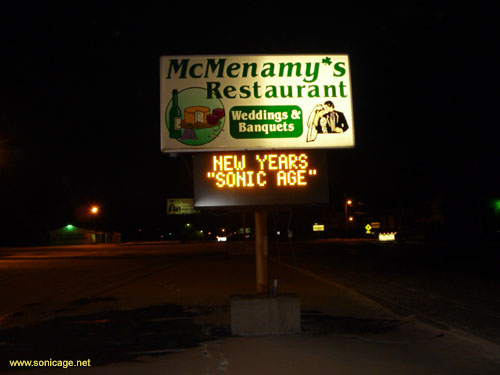 McMenamy*s
Restaurant
Weddings &
Banquets
NEW YEARS
"SONIC AGE"
www.sonicage.net